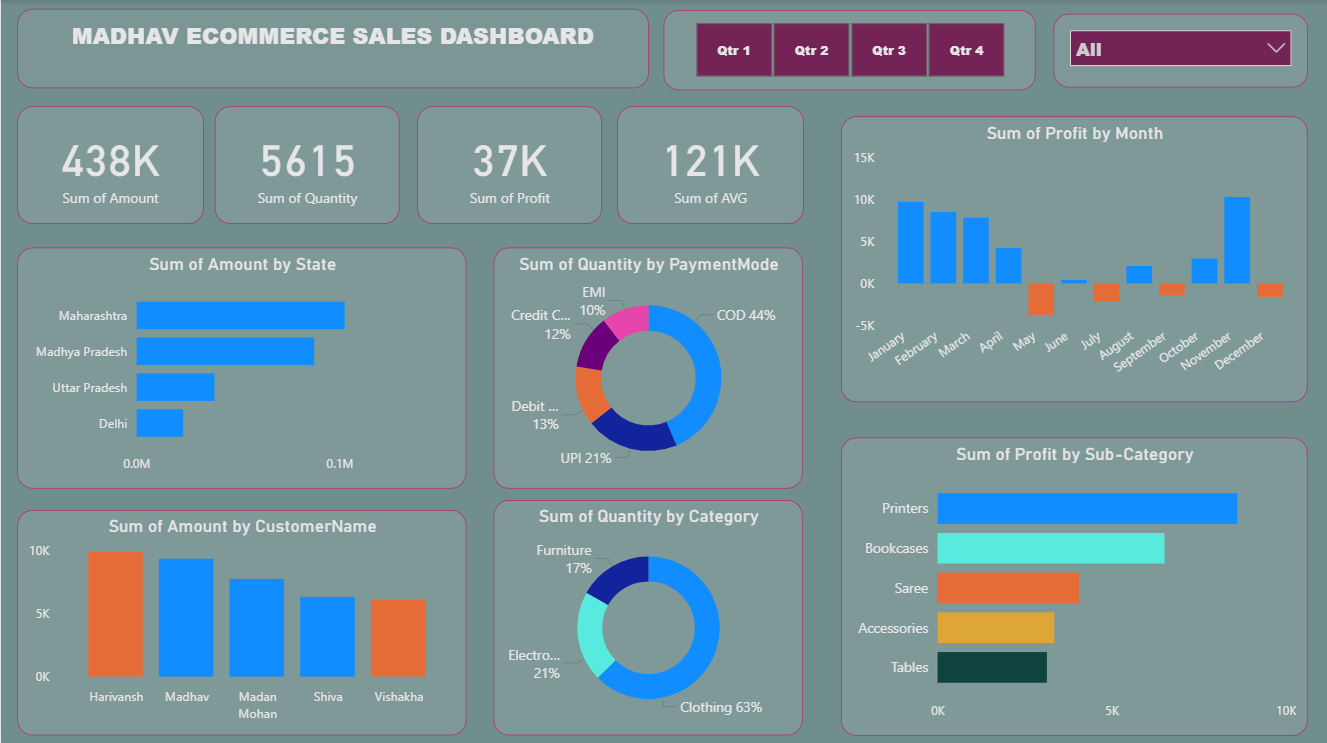 MADHAV ECOMMERCE SALES DASHBOARD
Qtr 1
Qtr 2
Qtr 3
Qtr 4
All
438K
Sum of Amount
5615
Sum of Quantity
37K
Sum of Profit
121K
Sum of AVG
Sum of Profit by Month
15K
10K
5K
0K
-5K
January
February
March
April
May
June
July
August
September
October
November
December
Sum of Amount by State
Maharashtra
Madhya Pradesh
Uttar Pradesh
Delhi
0.0M
0.1M
Sum of Quantity by PaymentMode
EMI
10%
Credit C...
12%
Debit ...
13%
UPI 21%
COD 44%
Sum of Profit by Sub-Category
Printers
Bookcases
Saree
Accessories
Tables
0K
5K
10K
Sum of Amount by CustomerName
10K
5K
0K
Harivansh
Madhav
Madan
Mohan
Shiva
Vishakha
Sum of Quantity by Category
Furniture
17%
Electro...
21%
Clothing 63%